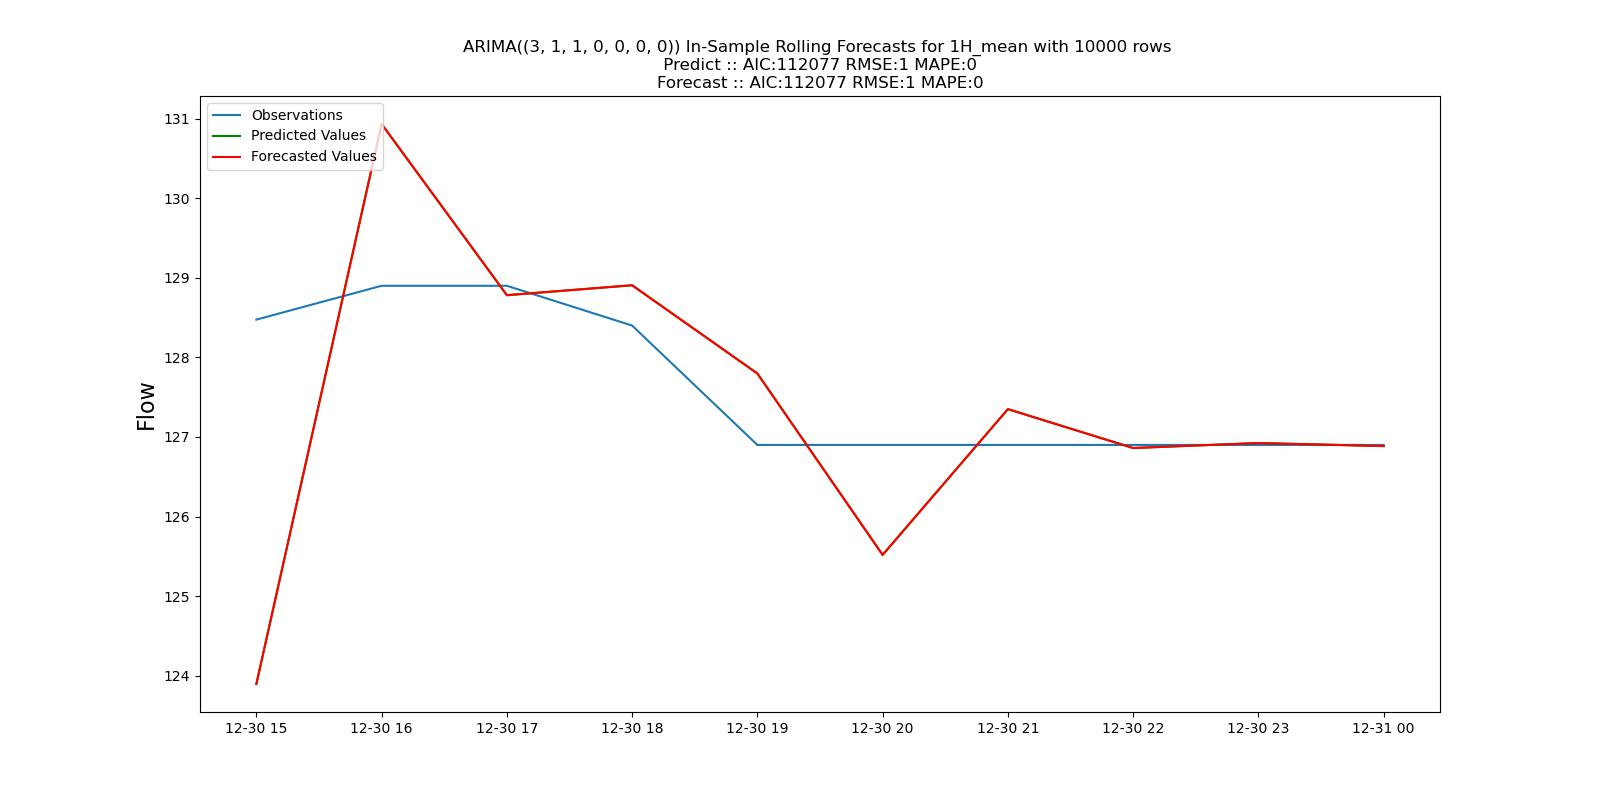 ARIMA((3, 1, 1, 0, 0, 0, 0)) In-Sample Rolling Forecasts for 1H_mean with 10000 rows
Predict :: AIC:112077 RMSE:1 MAPE:0
Forecast :: AIC:112077 RMSE:1 MAPE:0
Observations
Predicted Values
Forecasted Values
131
130
129
128
127
126
125
124
Flow
12-30 15 12-30 16 12-30 17 12-30 18 12-30 19 12-30 20 12-30 21 12-30 22 12-30 23 12-31 00